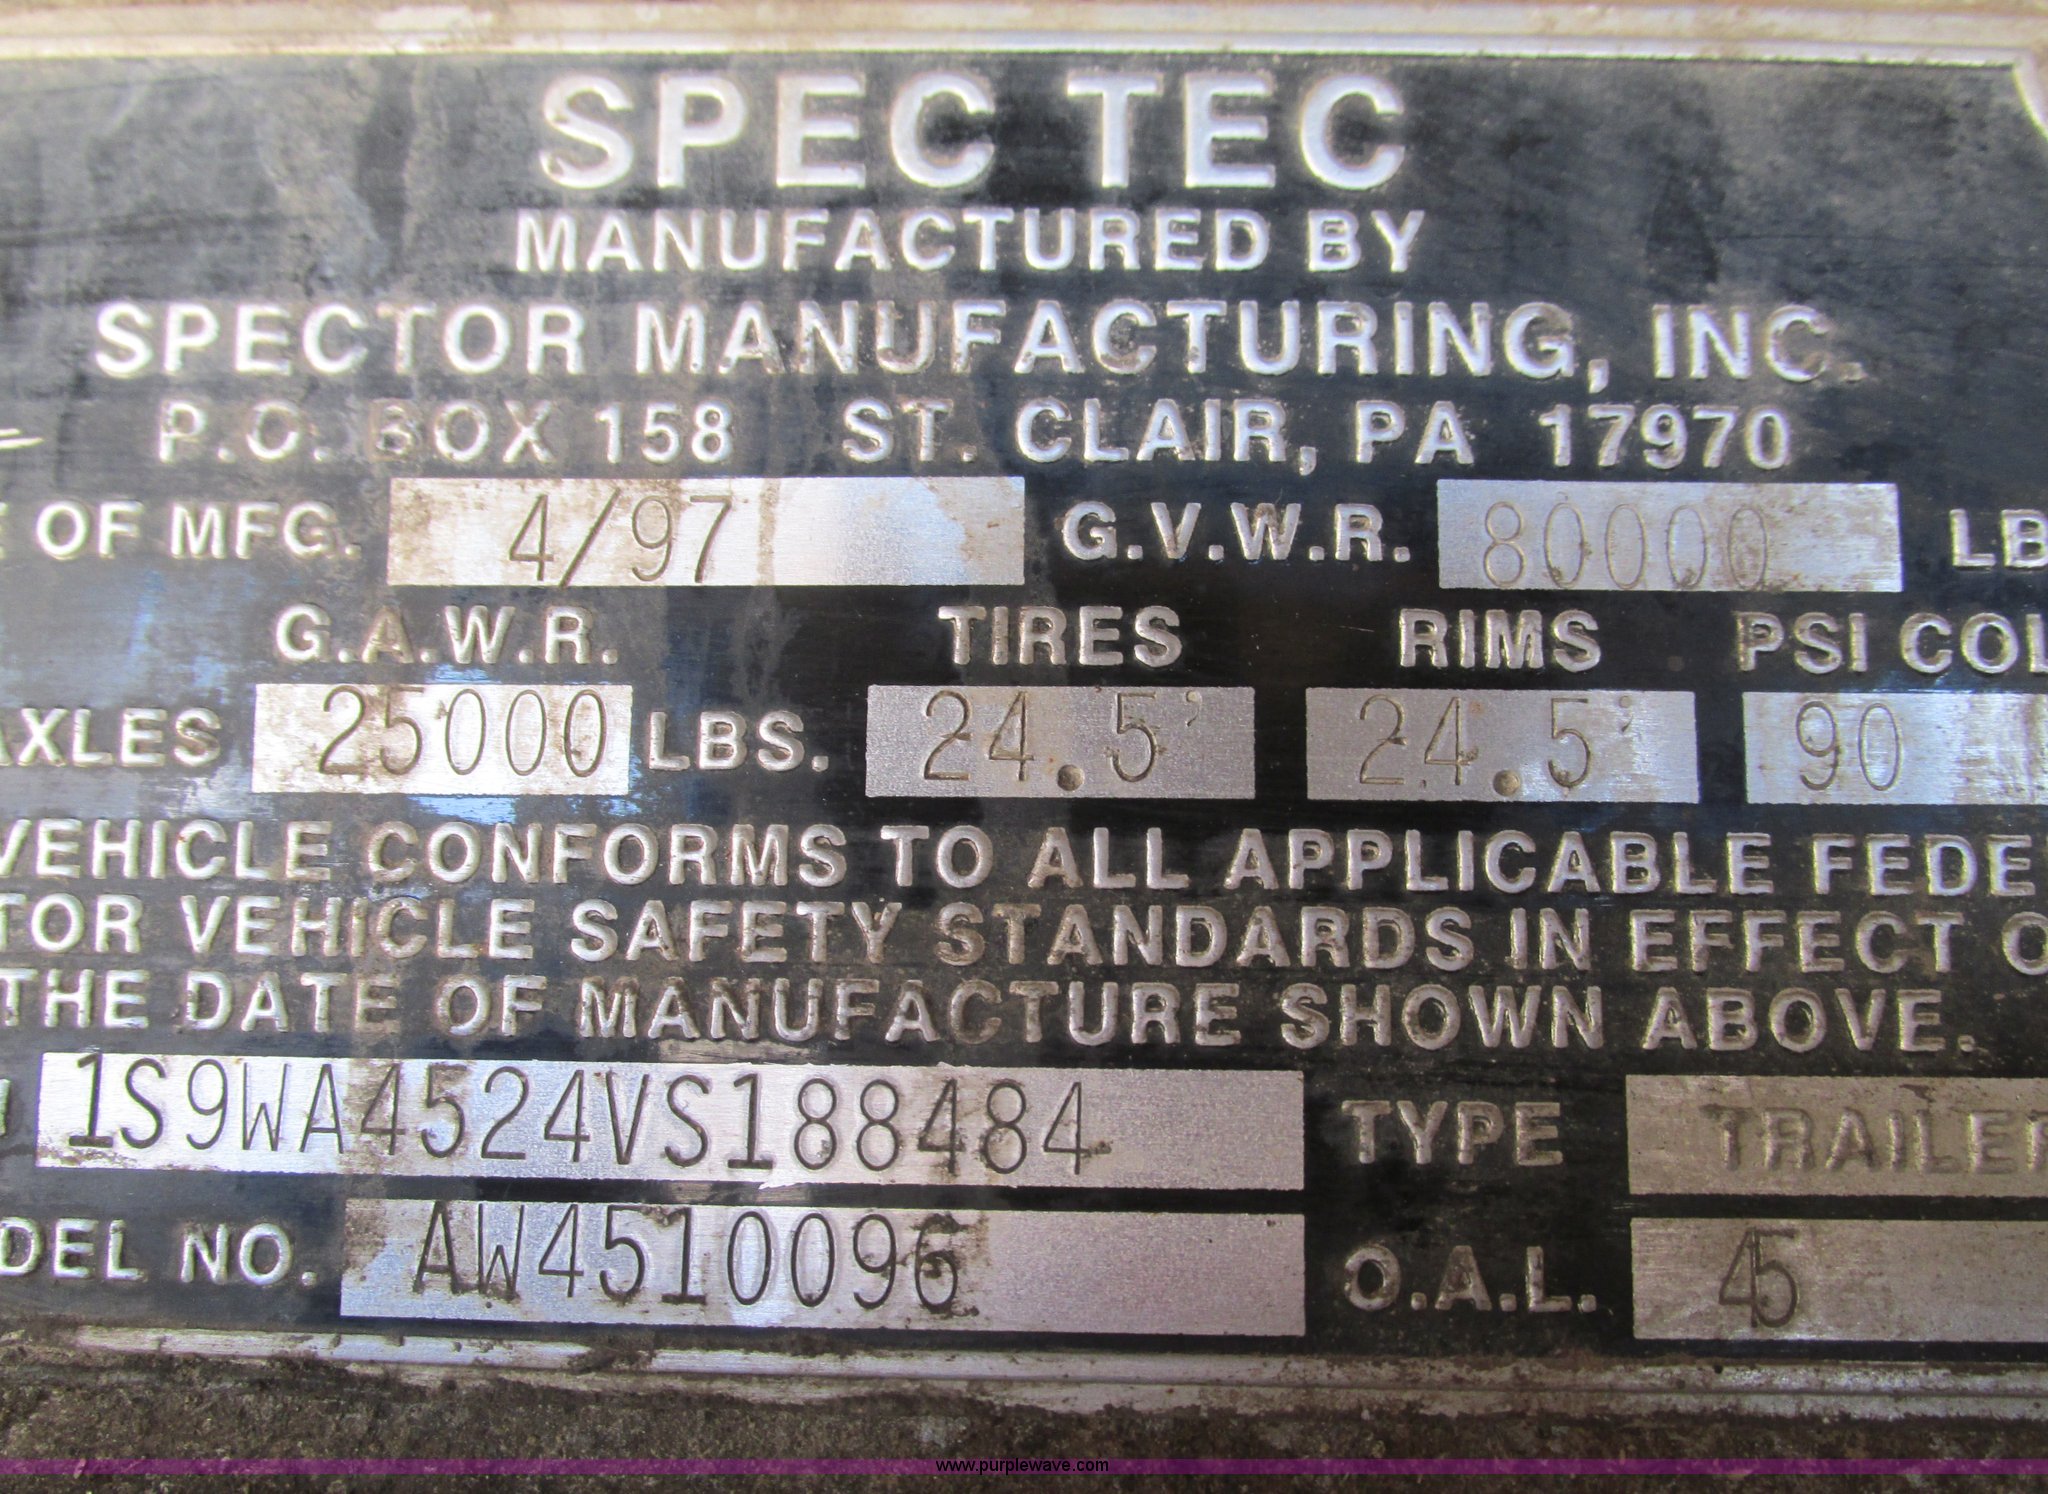 SPEC TEC
MANUFACTURED BY
SPECTOR MANUFACTURING, INC.
P.O. BOX 158 ST. CLAIR, PA 17970
E OF MFG. 4/97 G.V.W.R. 80000 LB
G.A.W.R. TIRES RIMS PSI COL
AXLES 25000 LBS. 24.5' 24.5' 90
VEHICLE CONFORMS TO ALL APPLICABLE FEDE
TOR VEHICLE SAFETY STANDARDS IN EFFECT O
THE DATE OF MANUFACTURE SHOWN ABOVE.
1S9WA4524VS188484 TYPE TRAILER
DEL NO. AW4510096 O.A.L. 45
www.purplewave.com